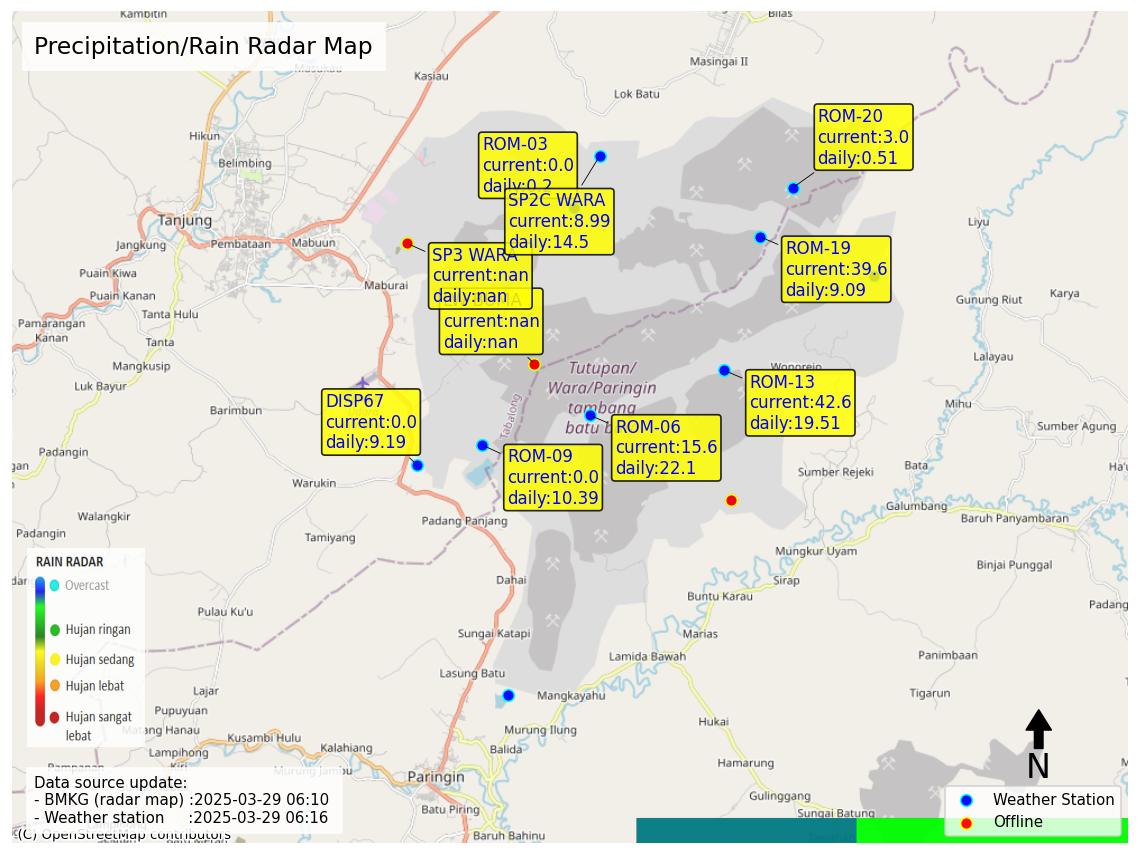 Precipitation/Rain Radar Map
Kambitin
Bilas
Masingai II
Kasiau
Lok Batu
Hikun
Belimbing
Tanjung
Jangkung
Pembataan
Mabuun
Puain Kiwa
Maburai
Puain Kanan
Tanta Hulu
Pamarangan
Kanan
Tanta
Mangkusip
Luk Bayur
Barimbun
Padangin
Warukin
Walangkir
Padangin
Tamiyang
Padang Panjang
Dahai
Pulau Ku'u
Sungai Katapi
Lasung Batu
Lajar
Pupuyuan
Matang Hanau
Kusambi Hulu
Lampihong
Kiri
Kalahiang
Pampanan
Murung Jambu
Paringin
Batu Piring
Baruh Bahinu
Balida
Murung Ilung
Mangkayahu
Lamida Bawah
Marias
Buntu Karau
Sirap
Mungkur Uyam
Hukai
Hamarung
Gulinggang
Sungai Batung
Tigarun
Panimbaan
Binjai Punggal
Padang
Baruh Panyambaran
Galumbang
Bata
Sumber Rejeki
Sumber Agung
Mihu
Lalayau
Gunung Riut
Karya
Liyu
Wonorejo
Tabalong
Tutupan/
Wara/Paringin
tambang
batu b
ROM-03
current:0.0
daily:0.2
SP2C WARA
current:8.99
daily:14.5
SP3 WARA
current:nan
daily:nan
current:nan
daily:nan
ROM-20
current:3.0
daily:0.51
ROM-19
current:39.6
daily:9.09
ROM-13
current:42.6
daily:19.51
ROM-06
current:15.6
daily:22.1
ROM-09
current:0.0
daily:10.39
DISP67
current:0.0
daily:9.19
RAIN RADAR
Overcast
Hujan ringan
Hujan sedang
Hujan lebat
Hujan sangat
lebat
Data source update:
- BMKG (radar map) :2025-03-29 06:10
- Weather station :2025-03-29 06:16
(C) OpenStreetMap contributors
N
Weather Station
Offline